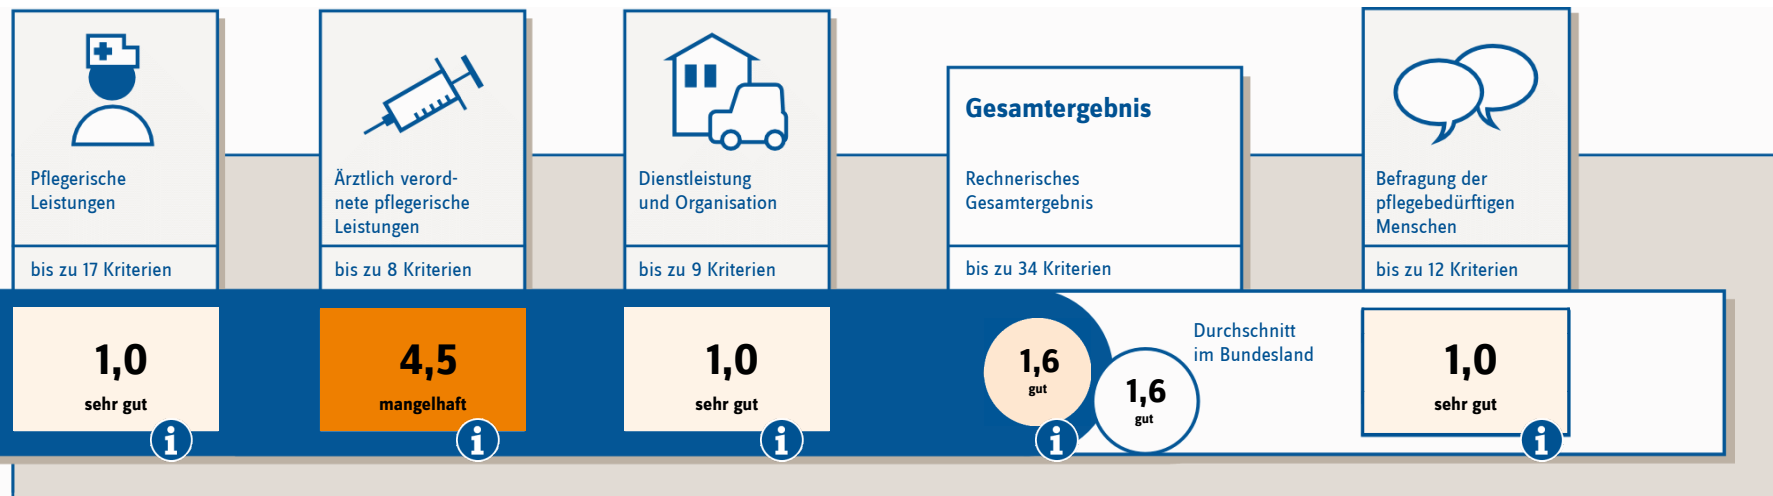 Pflegerische
Leistungen
bis zu 17 Kriterien
1,0
sehr gut
i
Ärztlich verord-
nete pflegerische
Leistungen
bis zu 8 Kriterien
4,5
mangelhaft
i
Dienstleistung
und Organisation
bis zu 9 Kriterien
1,0
sehr gut
i
Gesamtergebnis
Rechnerisches
Gesamtergebnis
bis zu 34 Kriterien
1,6
gut
i
Durchschnitt
im Bundesland
1,6
gut
Befragung der
pflegebedürftigen
Menschen
bis zu 12 Kriterien
1,0
sehr gut
i